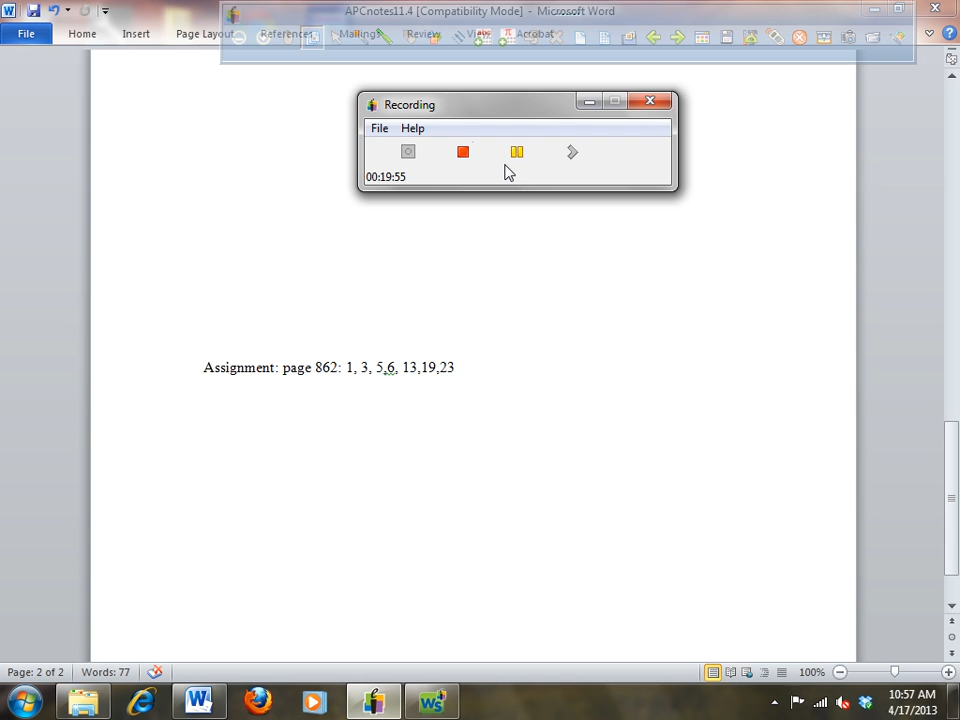 APCnotes11.4 [Compatibility Mode] - Microsoft Word
File Home Insert Page Layout References Mailings Review View Acrobat
Recording
File Help
00:19:55
Assignment: page 862: 1, 3, 5,6, 13,19,23
Page: 2 of 2 Words: 77 100%
10:57 AM
4/17/2013